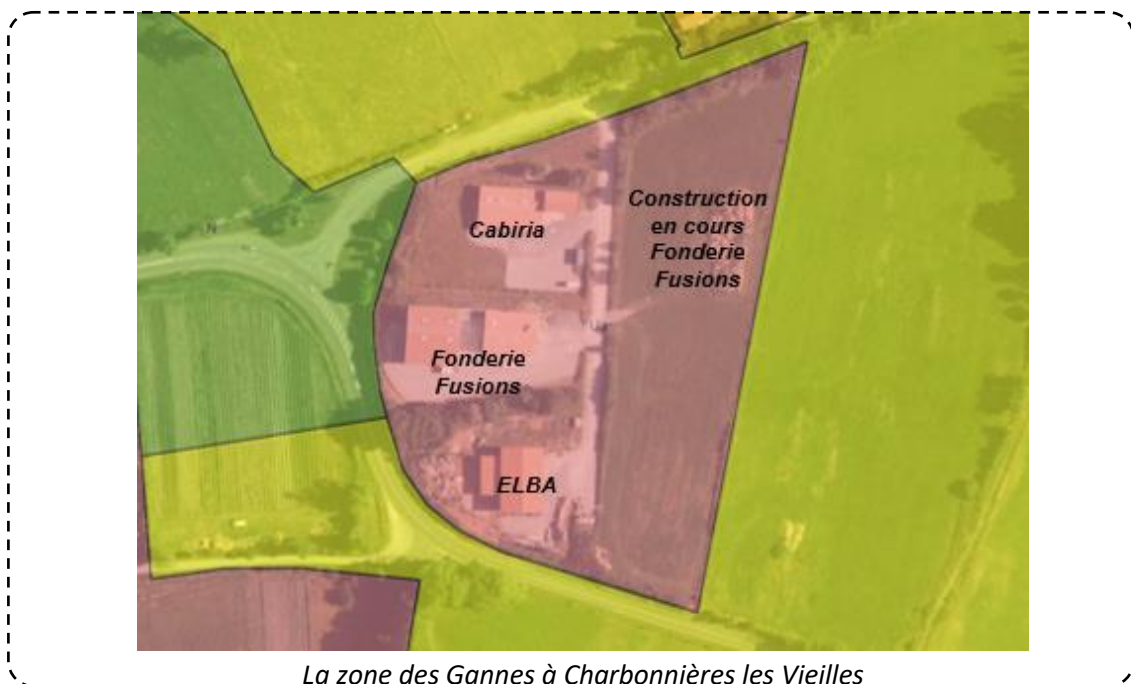 Cabiria
Construction
en cours
Fonderie
Fusions
Fonderie
Fusions
ELBA
N
La zone des Gannes à Charbonnières les Vieilles